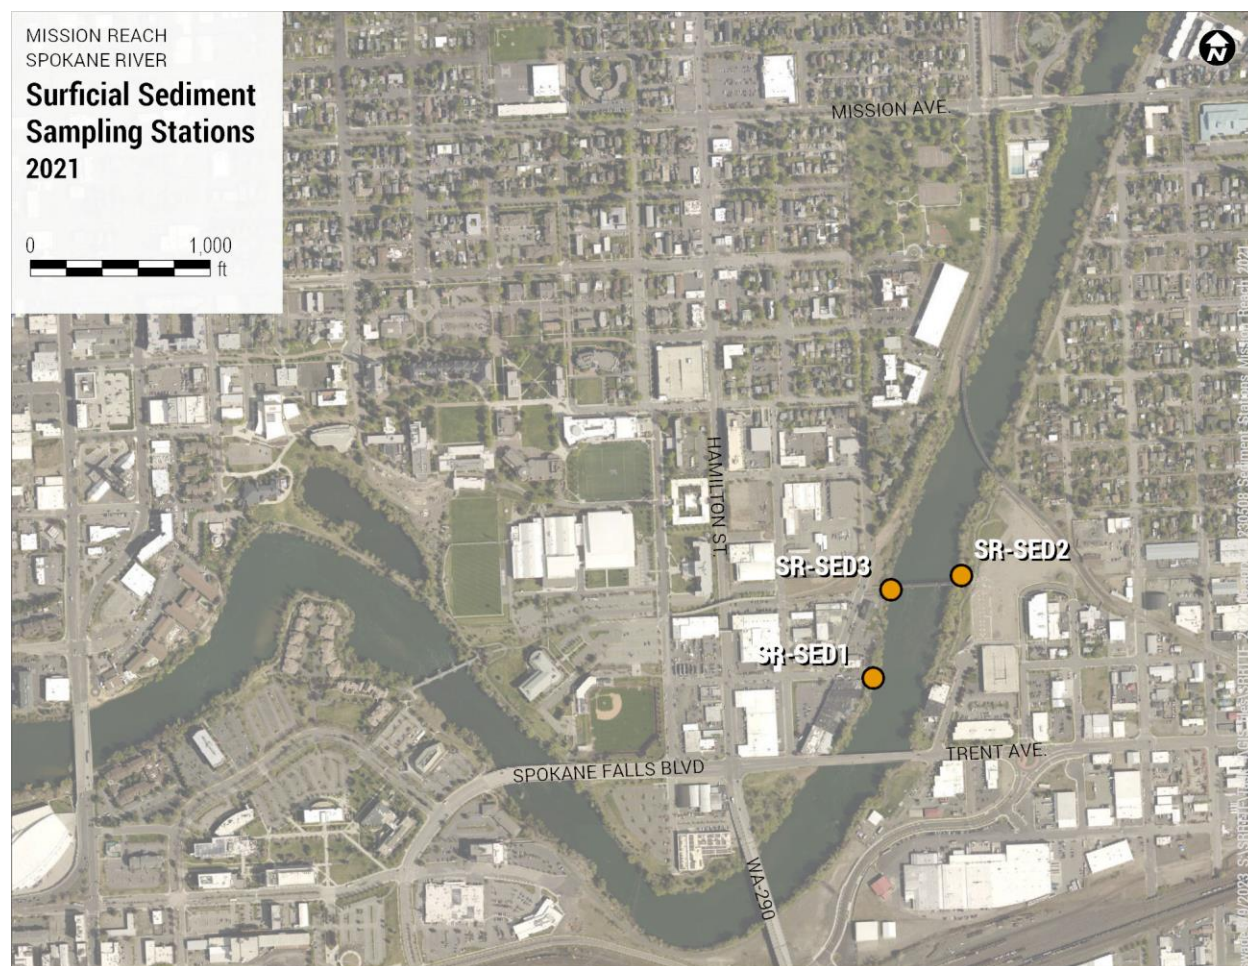 MISSION REACH
SPOKANE RIVER
Surficial Sediment
Sampling Stations
2021
0 1,000
ft
N
MISSION AVE.
HAMILTON ST.
SR-SED3
SR-SED2
SR-SED1
TRENT AVE.
SPOKANE FALLS BLVD
WA-290